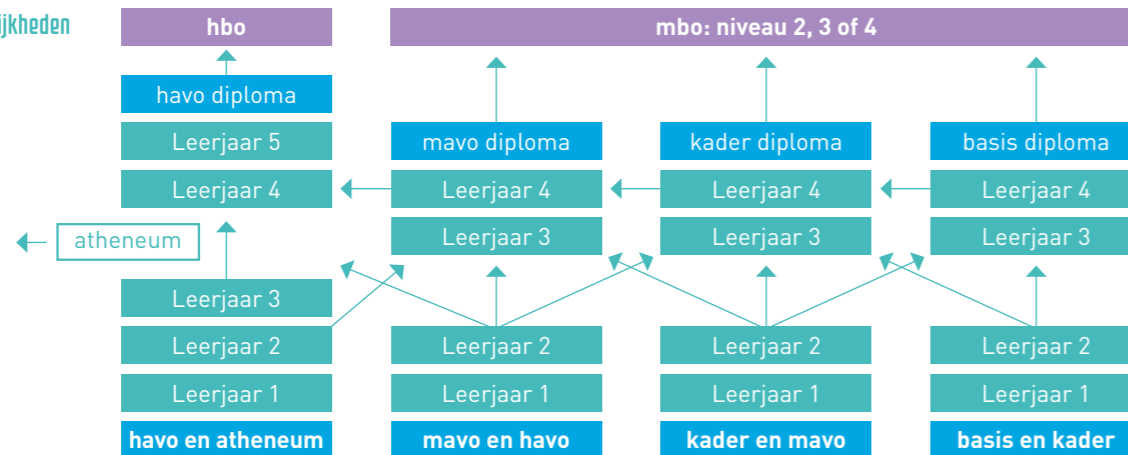 ijkheden
hbo
mbo: niveau 2, 3 of 4
havo diploma
Leerjaar 5
mavo diploma
kader diploma
basis diploma
Leerjaar 4
Leerjaar 4
Leerjaar 4
Leerjaar 4
atheneum
Leerjaar 3
Leerjaar 3
Leerjaar 3
Leerjaar 3
Leerjaar 2
Leerjaar 2
Leerjaar 2
Leerjaar 2
Leerjaar 1
Leerjaar 1
Leerjaar 1
Leerjaar 1
havo en atheneum
mavo en havo
kader en mavo
basis en kader